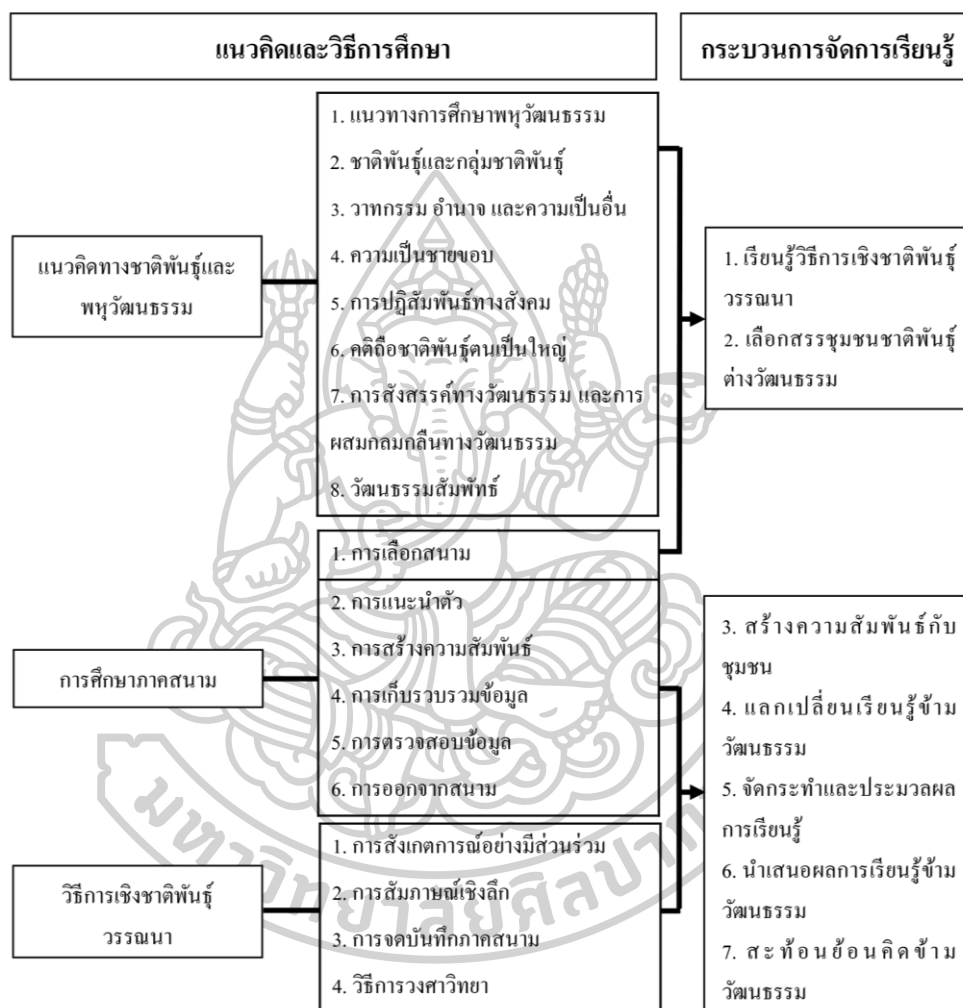 แนวคิดและวิธีการศึกษา
กระบวนการจัดการเรียนรู้
แนวคิดทางชาติพันธุ์และ
พหุวัฒนธรรม
1. แนวทางการศึกษาพหุวัฒนธรรม
2. ชาติพันธุ์และกลุ่มชาติพันธุ์
3. วาทกรรม อำนาจ และความเป็นอื่น
4. ความเป็นชายขอบ
5. การปฏิสัมพันธ์ทางสังคม
6. คติถือชาติพันธุ์ตนเป็นใหญ่
7. การสังสรรค์ทางวัฒนธรรม และการ
ผสมกลมกลืนทางวัฒนธรรม
8. วัฒนธรรมสัมพัทธ์
1. เรียนรู้วิธีการเชิงชาติพันธุ์
วรรณนา
2. เลือกสรรชุมชนชาติพันธุ์
ต่างวัฒนธรรม
การศึกษาภาคสนาม
1. การเลือกสนาม
2. การแนะนำตัว
3. การสร้างความสัมพันธ์
4. การเก็บรวบรวมข้อมูล
5. การตรวจสอบข้อมูล
6. การออกจากสนาม
วิธีการเชิงชาติพันธุ์
วรรณนา
1. การสังเกตการณ์อย่างมีส่วนร่วม
2. การสัมภาษณ์เชิงลึก
3. การจดบันทึกภาคสนาม
4. วิธีการวงศาวิทยา
3. สร้างความสัมพันธ์กับ
ชุมชน
4. แลกเปลี่ยนเรียนรู้ข้าม
วัฒนธรรม
5. จัดกระทำและประมวลผล
การเรียนรู้
6. นำเสนอผลการเรียนรู้ข้าม
วัฒนธรรม
7. สะท้อนย้อนคิดข้าม
วัฒนธรรม
มหาวิทยาลัยศิลปาก